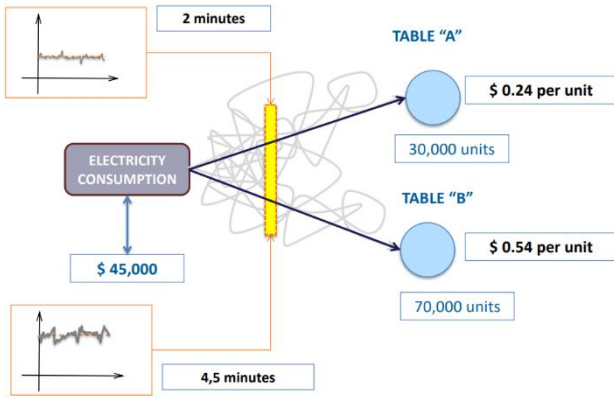 2 minutes
TABLE “A”
$ 0.24 per unit
30,000 units
ELECTRICITY
CONSUMPTION
TABLE “B”
$ 0.54 per unit
$ 45,000
70,000 units
4,5 minutes